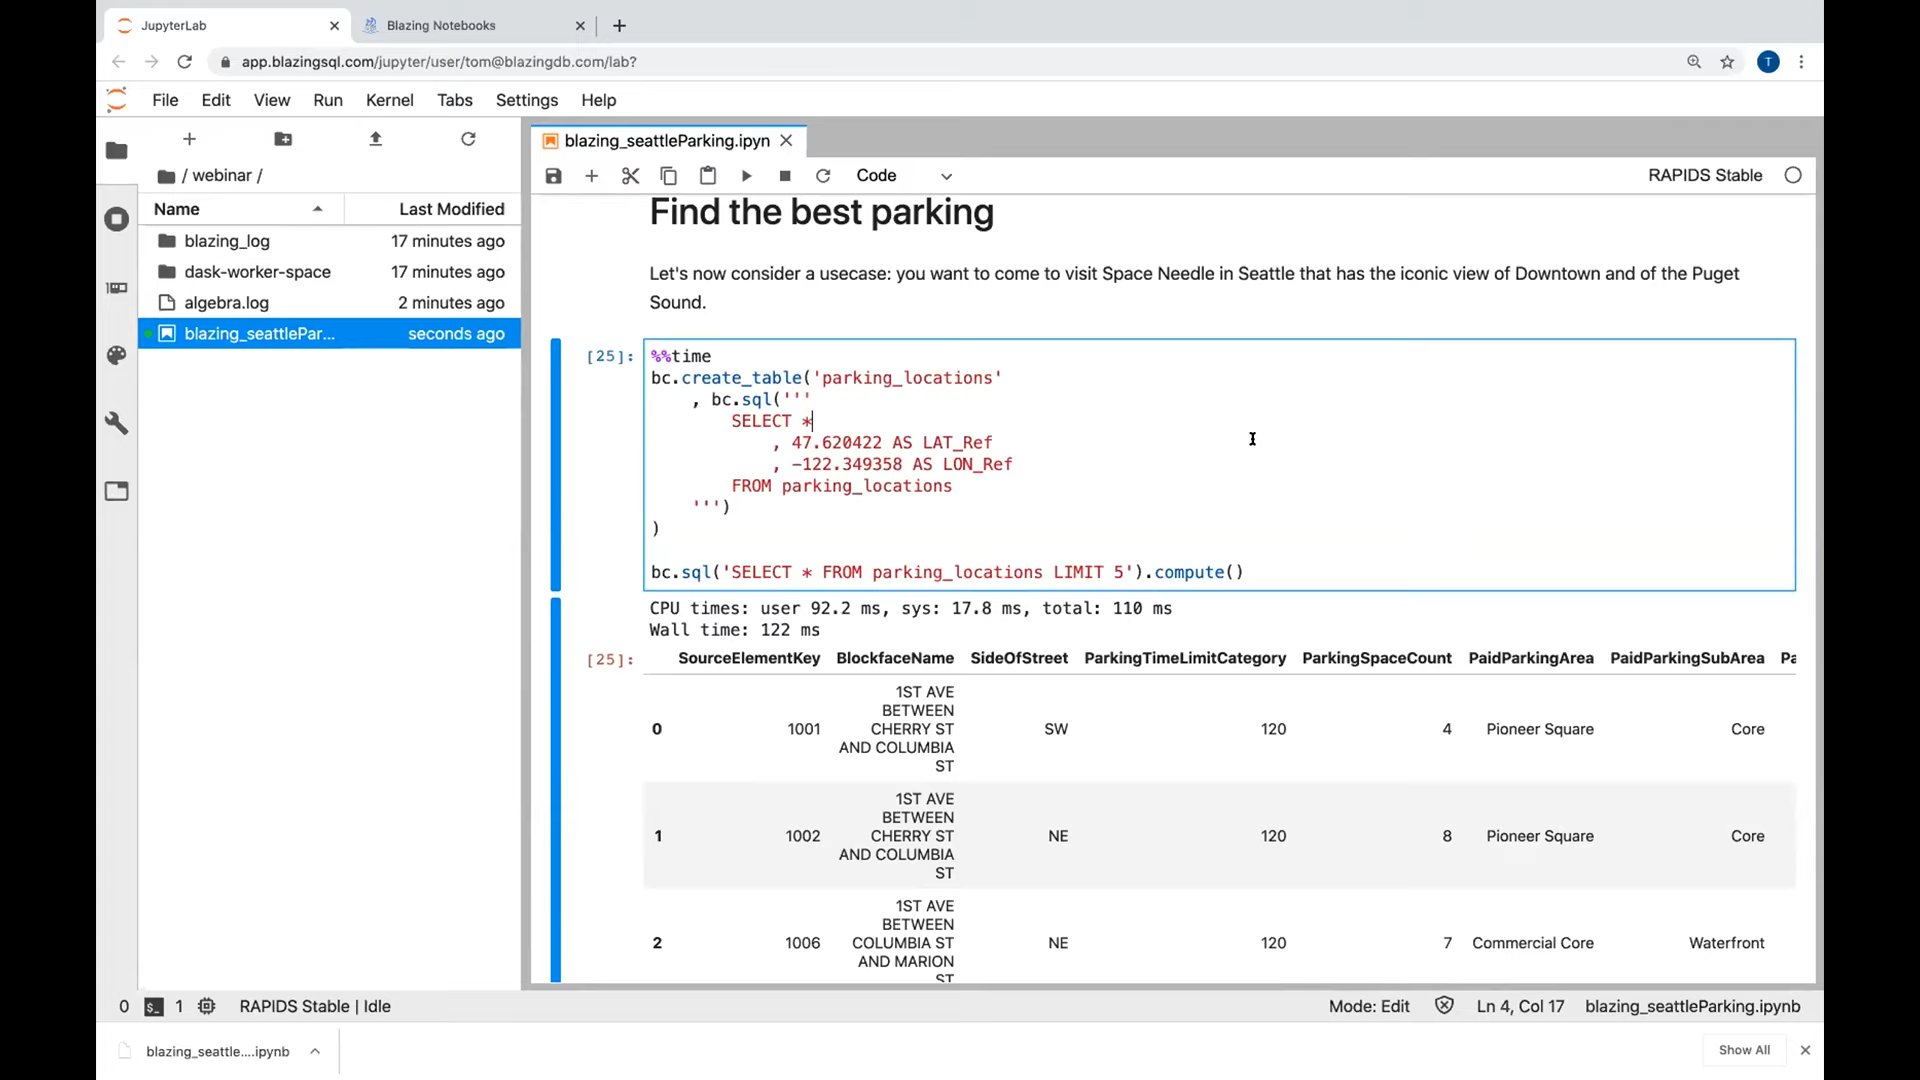 JupyterLab
Blazing Notebooks
app.blazingsql.com/jupyter/user/tom@blazingdb.com/lab?
T
File Edit View Run Kernel Tabs Settings Help
/ webinar /
Name Last Modified
blazing_log 17 minutes ago
dask-worker-space 17 minutes ago
algebra.log 2 minutes ago
blazing_seattlePar... seconds ago
blazing_seattleParking.ipyn
Code
RAPIDS Stable
Find the best parking
Let's now consider a usecase: you want to come to visit Space Needle in Seattle that has the iconic view of Downtown and of the Puget
Sound.
[25]:
%%time
bc.create_table('parking_locations'
, bc.sql('''
SELECT *
, 47.620422 AS LAT_Ref
, -122.349358 AS LON_Ref
FROM parking_locations
''')
)
bc.sql('SELECT * FROM parking_locations LIMIT 5').compute()
CPU times: user 92.2 ms, sys: 17.8 ms, total: 110 ms
Wall time: 122 ms
[25]:
SourceElementKey BlockfaceName SideOfStreet ParkingTimeLimitCategory ParkingSpaceCount PaidParkingArea PaidParkingSubArea Pa
0 1001 1ST AVE
BETWEEN
CHERRY ST
AND COLUMBIA
ST
SW 120 4 Pioneer Square Core
1 1002 1ST AVE
BETWEEN
CHERRY ST
AND COLUMBIA
ST
NE 120 8 Pioneer Square Core
2 1006 1ST AVE
BETWEEN
COLUMBIA ST
AND MARION
ST
NE 120 7 Commercial Core Waterfront
0 $_ 1 RAPIDS Stable | Idle
Mode: Edit Ln 4, Col 17 blazing_seattleParking.ipynb
blazing_seattle....ipynb
Show All